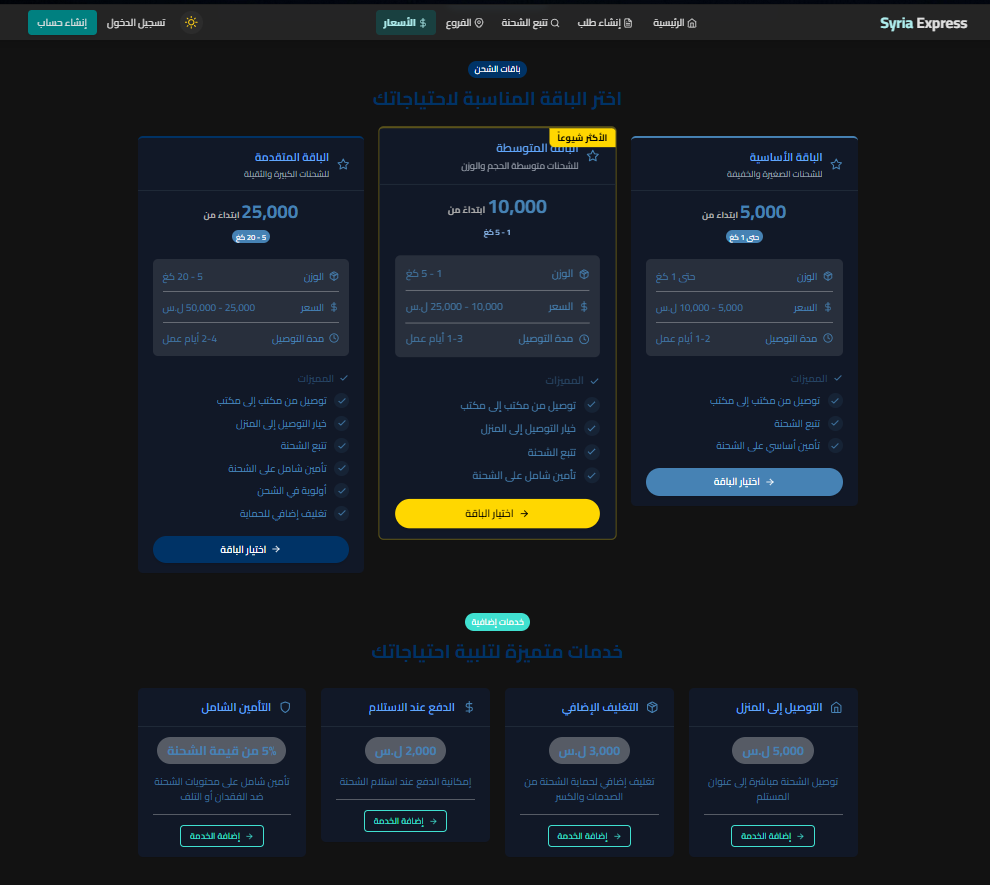 Syria Express
الرئيسية
إنشاء طلب
تتبع الشحنة
الفروع
الأسعار
تسجيل الدخول
إنشاء حساب
باقات الشحن
اختر الباقة المناسبة لاحتياجاتك
الباقة الأساسية
للشحنات الصغيرة والخفيفة
5,000 ابتداءً من
حتى 1 كغ
الوزن حتى 1 كغ
السعر 5,000 - 10,000 ل.س
مدة التوصيل 1-2 أيام عمل
المميزات
توصيل من مكتب إلى مكتب
تتبع الشحنة
تأمين أساسي على الشحنة
اختيار الباقة
الأكثر شيوعاً
الباقة المتوسطة
للشحنات متوسطة الحجم والوزن
10,000 ابتداءً من
1 - 5 كغ
الوزن 1 - 5 كغ
السعر 10,000 - 25,000 ل.س
مدة التوصيل 1-3 أيام عمل
المميزات
توصيل من مكتب إلى مكتب
خيار التوصيل إلى المنزل
تتبع الشحنة
تأمين شامل على الشحنة
اختيار الباقة
الباقة المتقدمة
للشحنات الكبيرة والثقيلة
25,000 ابتداءً من
5 - 20 كغ
الوزن 5 - 20 كغ
السعر 25,000 - 50,000 ل.س
مدة التوصيل 2-4 أيام عمل
المميزات
توصيل من مكتب إلى مكتب
خيار التوصيل إلى المنزل
تتبع الشحنة
تأمين شامل على الشحنة
أولوية في الشحن
تغليف إضافي للحماية
اختيار الباقة
خدمات إضافية
خدمات متميزة لتلبية احتياجاتك
التوصيل إلى المنزل
5,000 ل.س
توصيل الشحنة مباشرة إلى عنوان
المستلم
إضافة الخدمة
التغليف الإضافي
3,000 ل.س
تغليف إضافي لحماية الشحنة من
الصدمات والكسر
إضافة الخدمة
الدفع عند الاستلام
2,000 ل.س
إمكانية الدفع عند استلام الشحنة
إضافة الخدمة
التأمين الشامل
5% من قيمة الشحنة
تأمين شامل على محتويات الشحنة
ضد الفقدان أو التلف
إضافة الخدمة